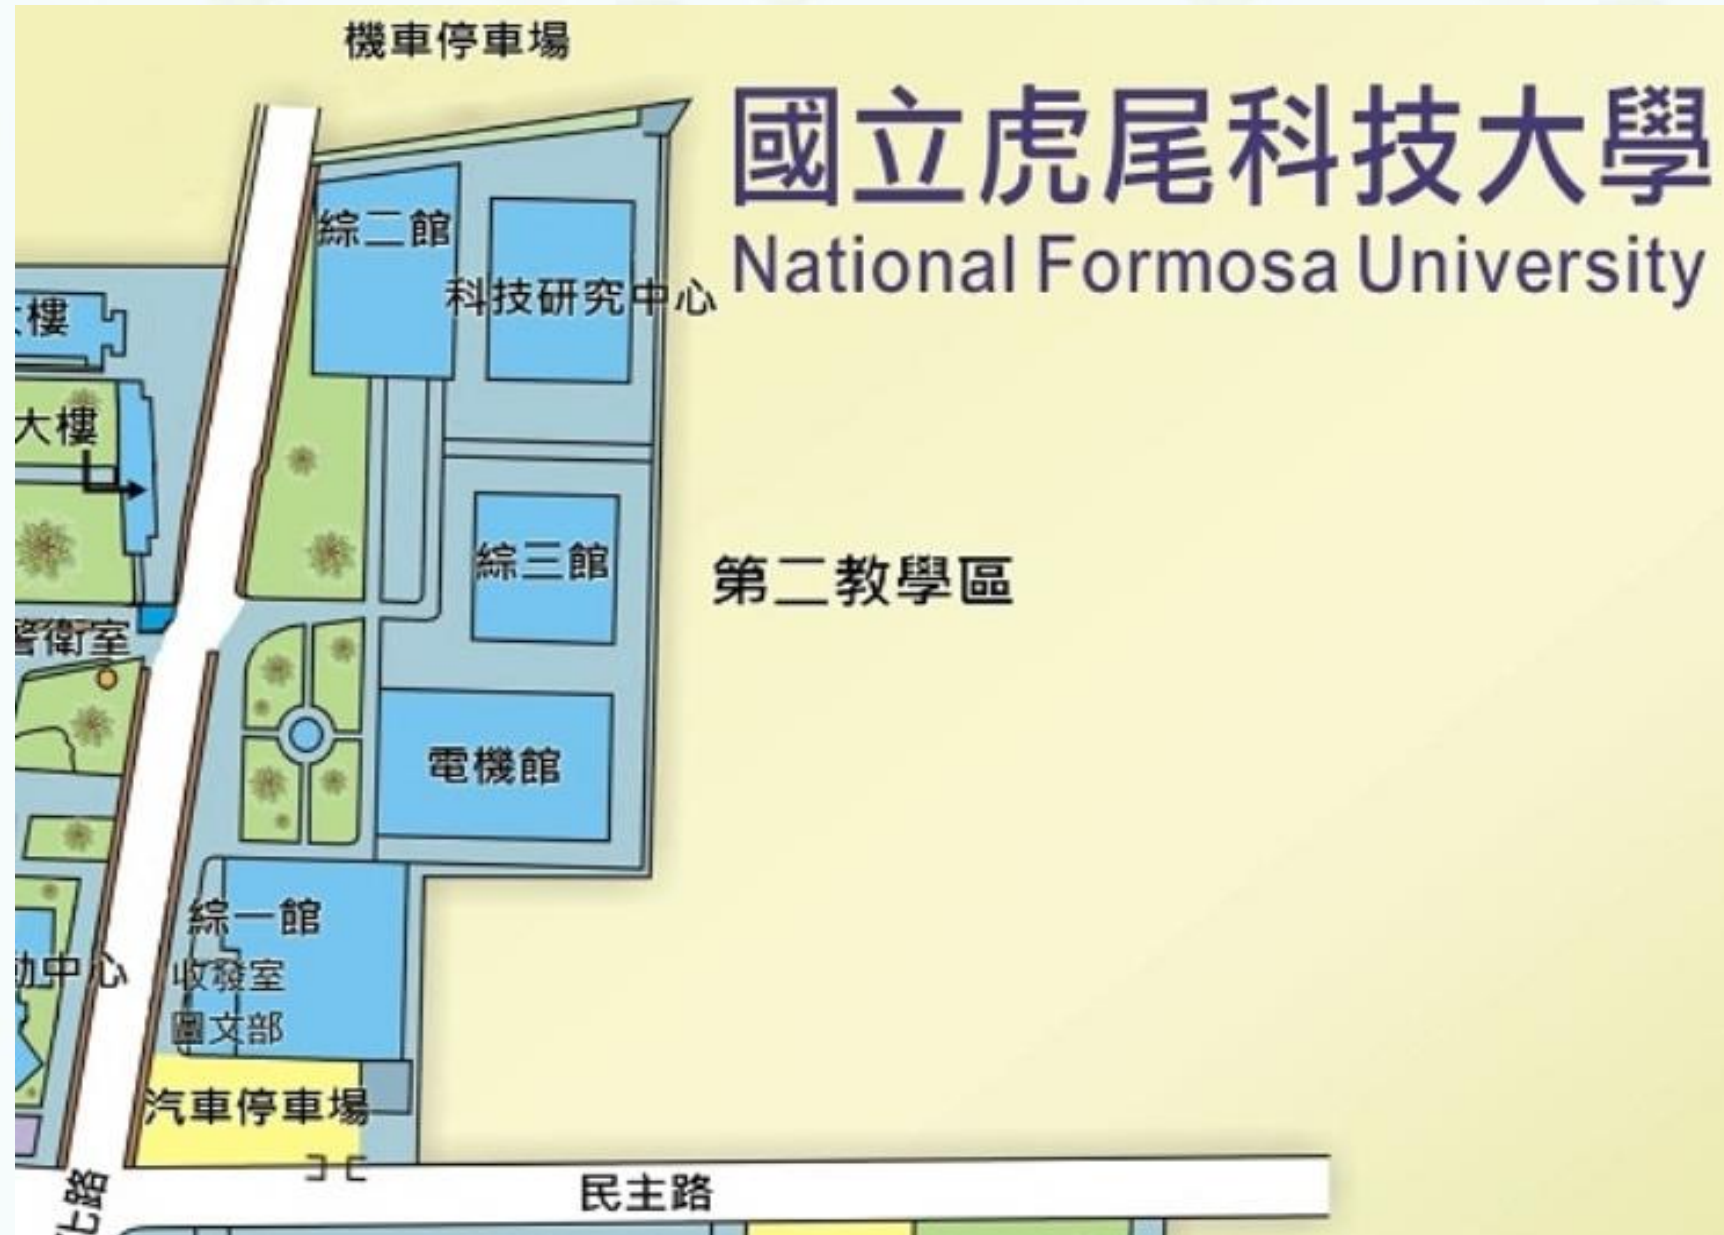 機車停車場
國立虎尾科技大學
National Formosa University
綜二館
科技研究中心
樓
大樓
綜三館
第二教學區
警衛室
電機館
綜一館
動中心
收發室
圖文部
汽車停車場
民主路
化路